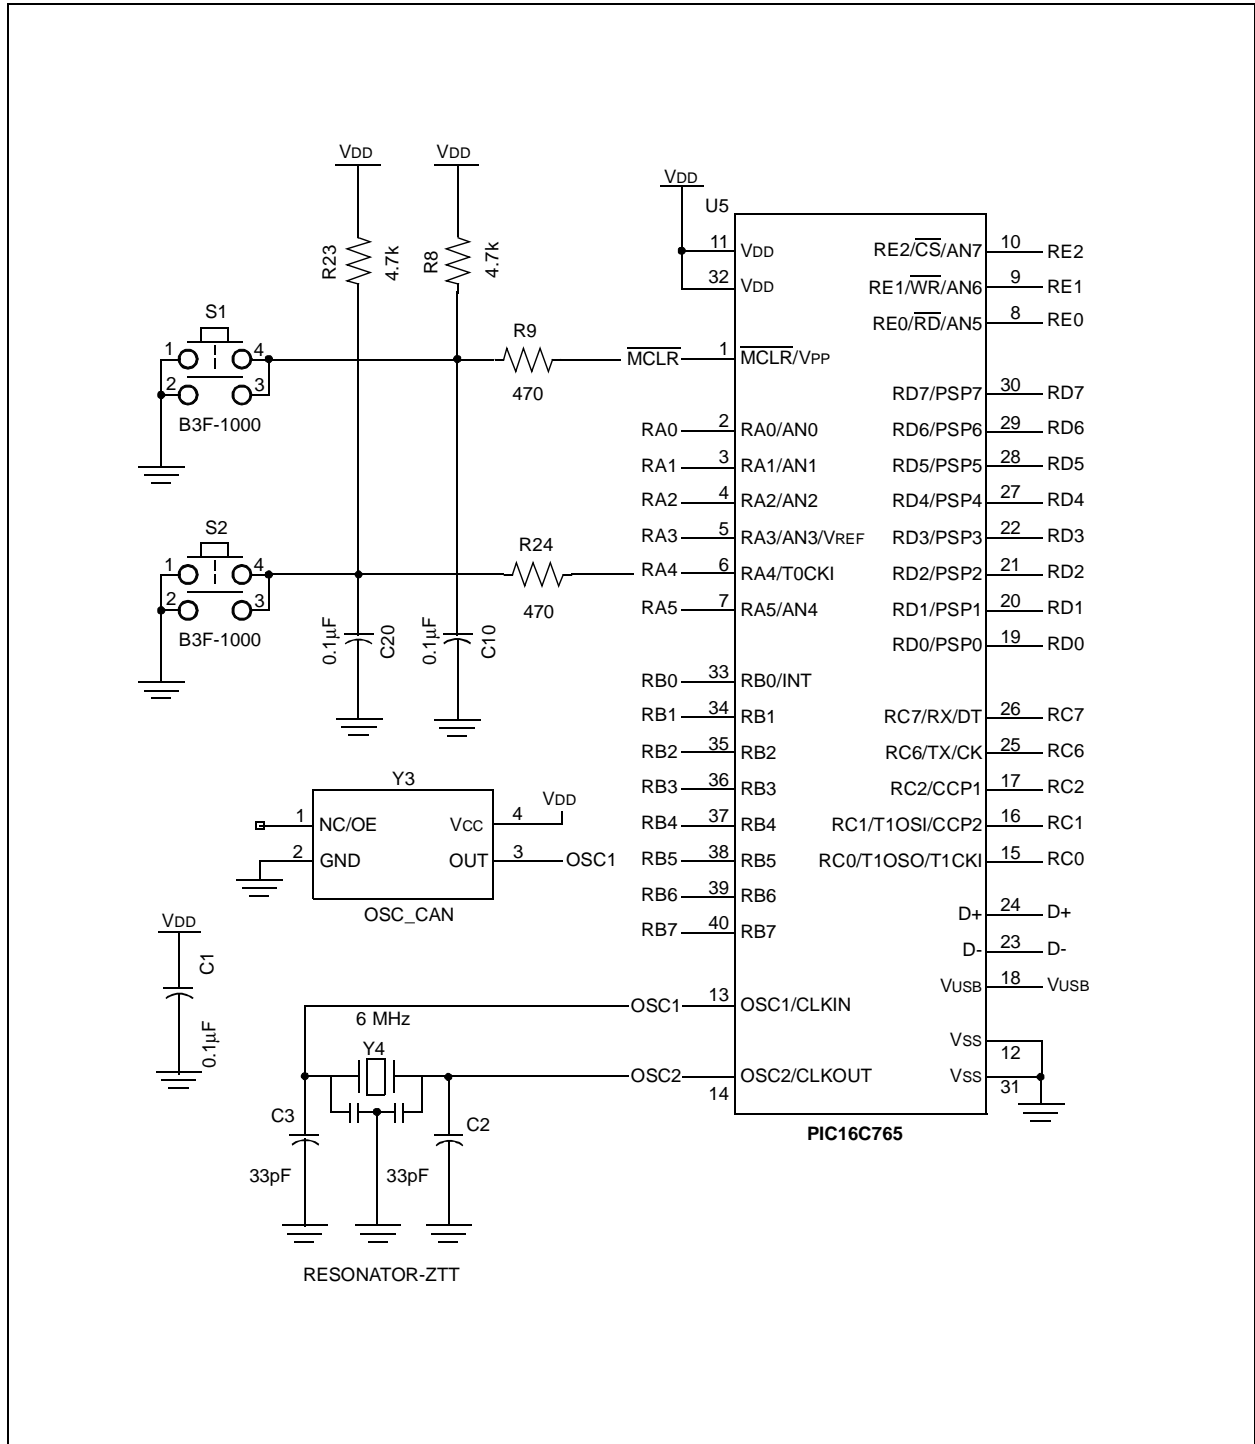 VDD VDD
VDD
U5
R23 4.7k R8 4.7k
11 VDD RE2/CS/AN7 10 RE2
32 VDD RE1/WR/AN6 9 RE1
RE0/RD/AN5 8 RE0
S1
1 4
2 3
B3F-1000
R9
470
MCLR 1 MCLR/VPP
RD7/PSP7 30 RD7
RA0 2 RA0/AN0 RD6/PSP6 29 RD6
RA1 3 RA1/AN1 RD5/PSP5 28 RD5
RA2 4 RA2/AN2 RD4/PSP4 27 RD4
RA3 5 RA3/AN3/VREF RD3/PSP3 22 RD3
RA4 6 RA4/T0CKI RD2/PSP2 21 RD2
RA5 7 RA5/AN4 RD1/PSP1 20 RD1
RD0/PSP0 19 RD0
S2
1 4
2 3
B3F-1000
R24
470
0.1µF C20 0.1µF C10
RB0 33 RB0/INT
RB1 34 RB1 RC7/RX/DT 26 RC7
RB2 35 RB2 RC6/TX/CK 25 RC6
RB3 36 RB3 RC2/CCP1 17 RC2
RB4 37 RB4 RC1/T1OSI/CCP2 16 RC1
RB5 38 RB5 RC0/T1OSO/T1CKI 15 RC0
RB6 39 RB6
RB7 40 RB7
D+ 24 D+
D- 23 D-
VUSB 18 VUSB
Y3
VDD
1 NC/OE VCC 4
2 GND OUT 3 OSC1
OSC_CAN
VDD
C1
0.1µF
OSC1 13 OSC1/CLKIN
6 MHz
Y4
OSC2 14 OSC2/CLKOUT
VSS 12
VSS 31
C3 C2
33pF 33pF
PIC16C765
RESONATOR-ZTT